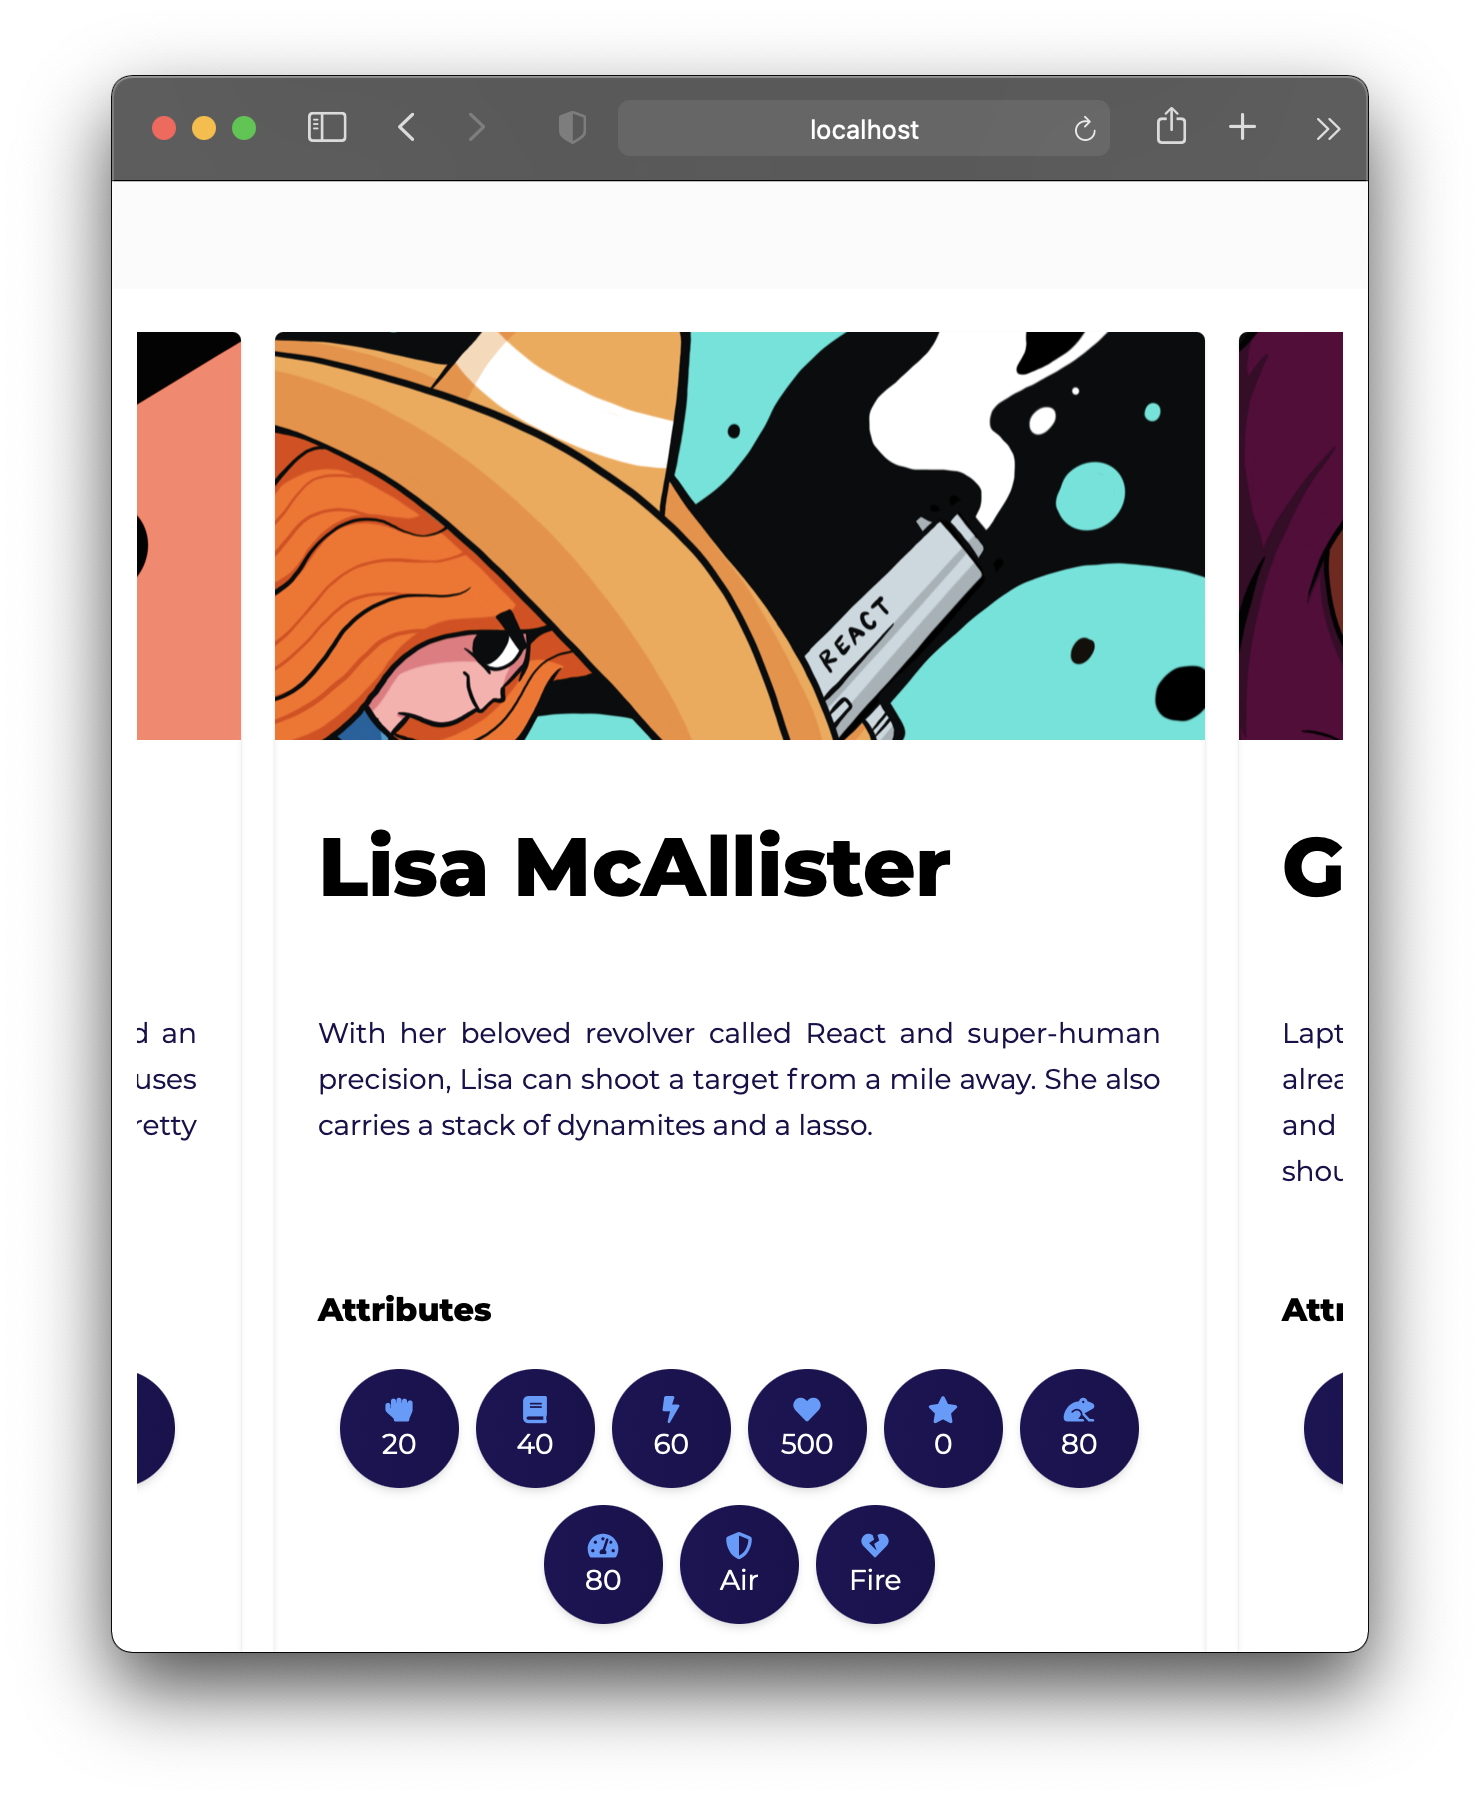 localhost
REACT
Lisa McAllister
G
d an
uses
retty
With her beloved revolver called React and super-human
precision, Lisa can shoot a target from a mile away. She also
carries a stack of dynamites and a lasso.
Lapt
alrea
and
shou
Attributes
Attr
20 40 60 500 0 80
80 Air Fire